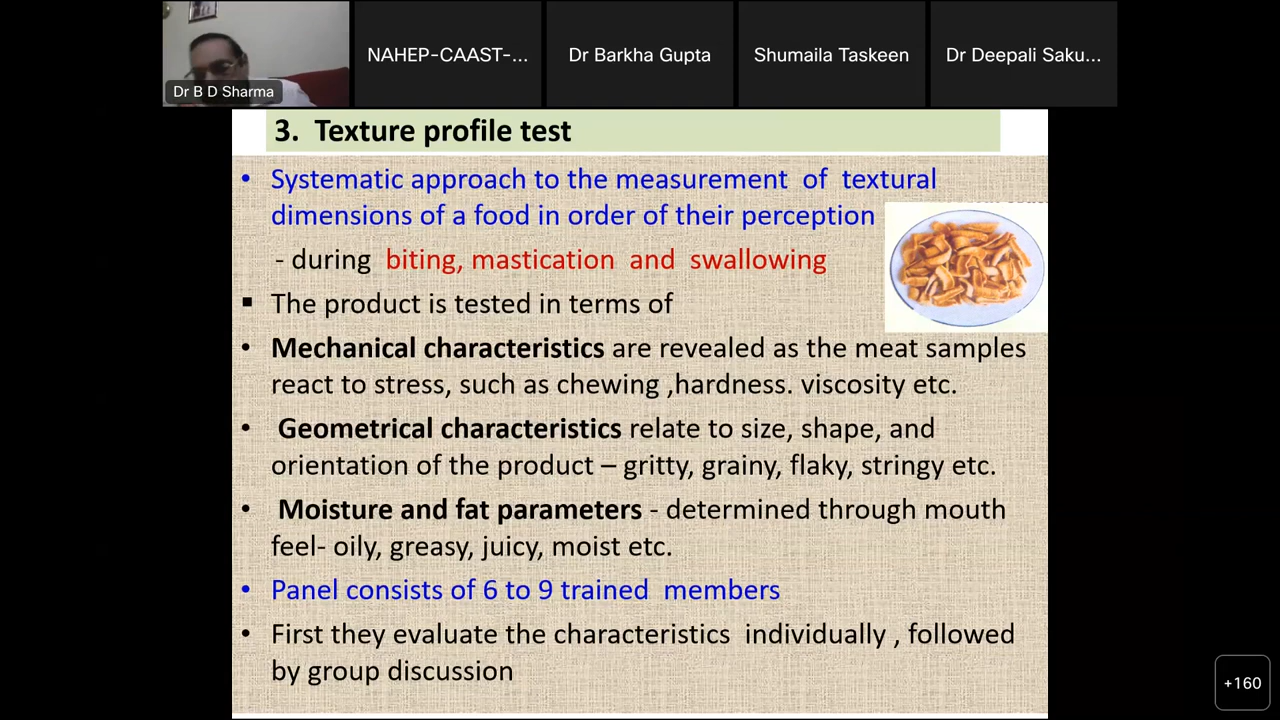 NAHEP-CAAST-...
Dr Barkha Gupta
Shumaila Taskeen
Dr Deepali Saku...
Dr B D Sharma
3. Texture profile test
• Systematic approach to the measurement of textural
dimensions of a food in order of their perception
- during biting, mastication and swallowing
▪ The product is tested in terms of
• Mechanical characteristics are revealed as the meat samples
react to stress, such as chewing ,hardness. viscosity etc.
• Geometrical characteristics relate to size, shape, and
orientation of the product – gritty, grainy, flaky, stringy etc.
• Moisture and fat parameters - determined through mouth
feel- oily, greasy, juicy, moist etc.
• Panel consists of 6 to 9 trained members
• First they evaluate the characteristics individually , followed
by group discussion
+160